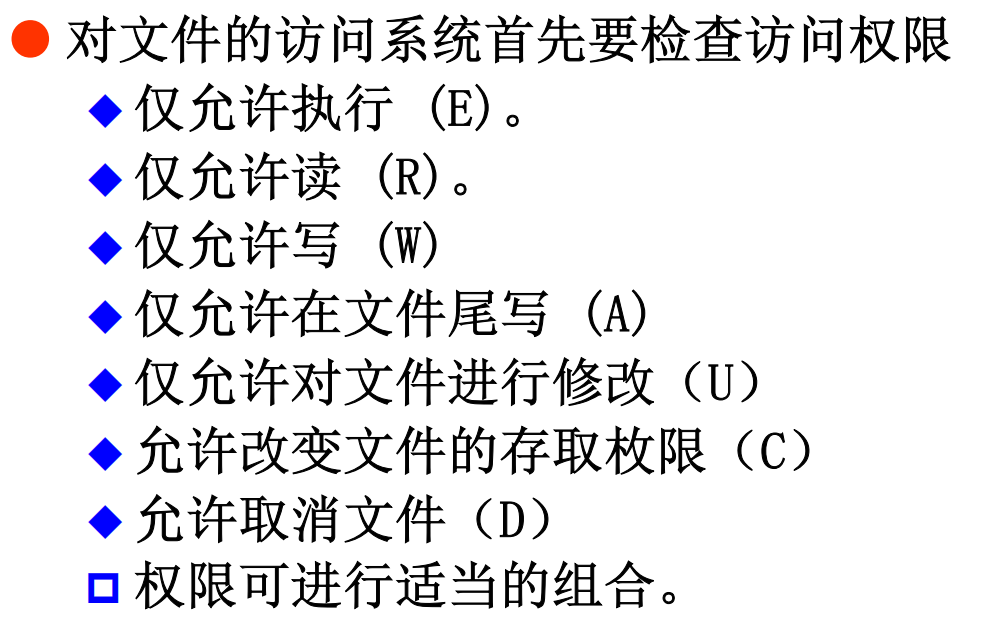 对文件的访问系统首先要检查访问权限
仅允许执行 (E)。
仅允许读 (R)。
仅允许写 (W)
仅允许在文件尾写 (A)
仅允许对文件进行修改（U）
允许改变文件的存取枚限（C）
允许取消文件（D）
权限可进行适当的组合。